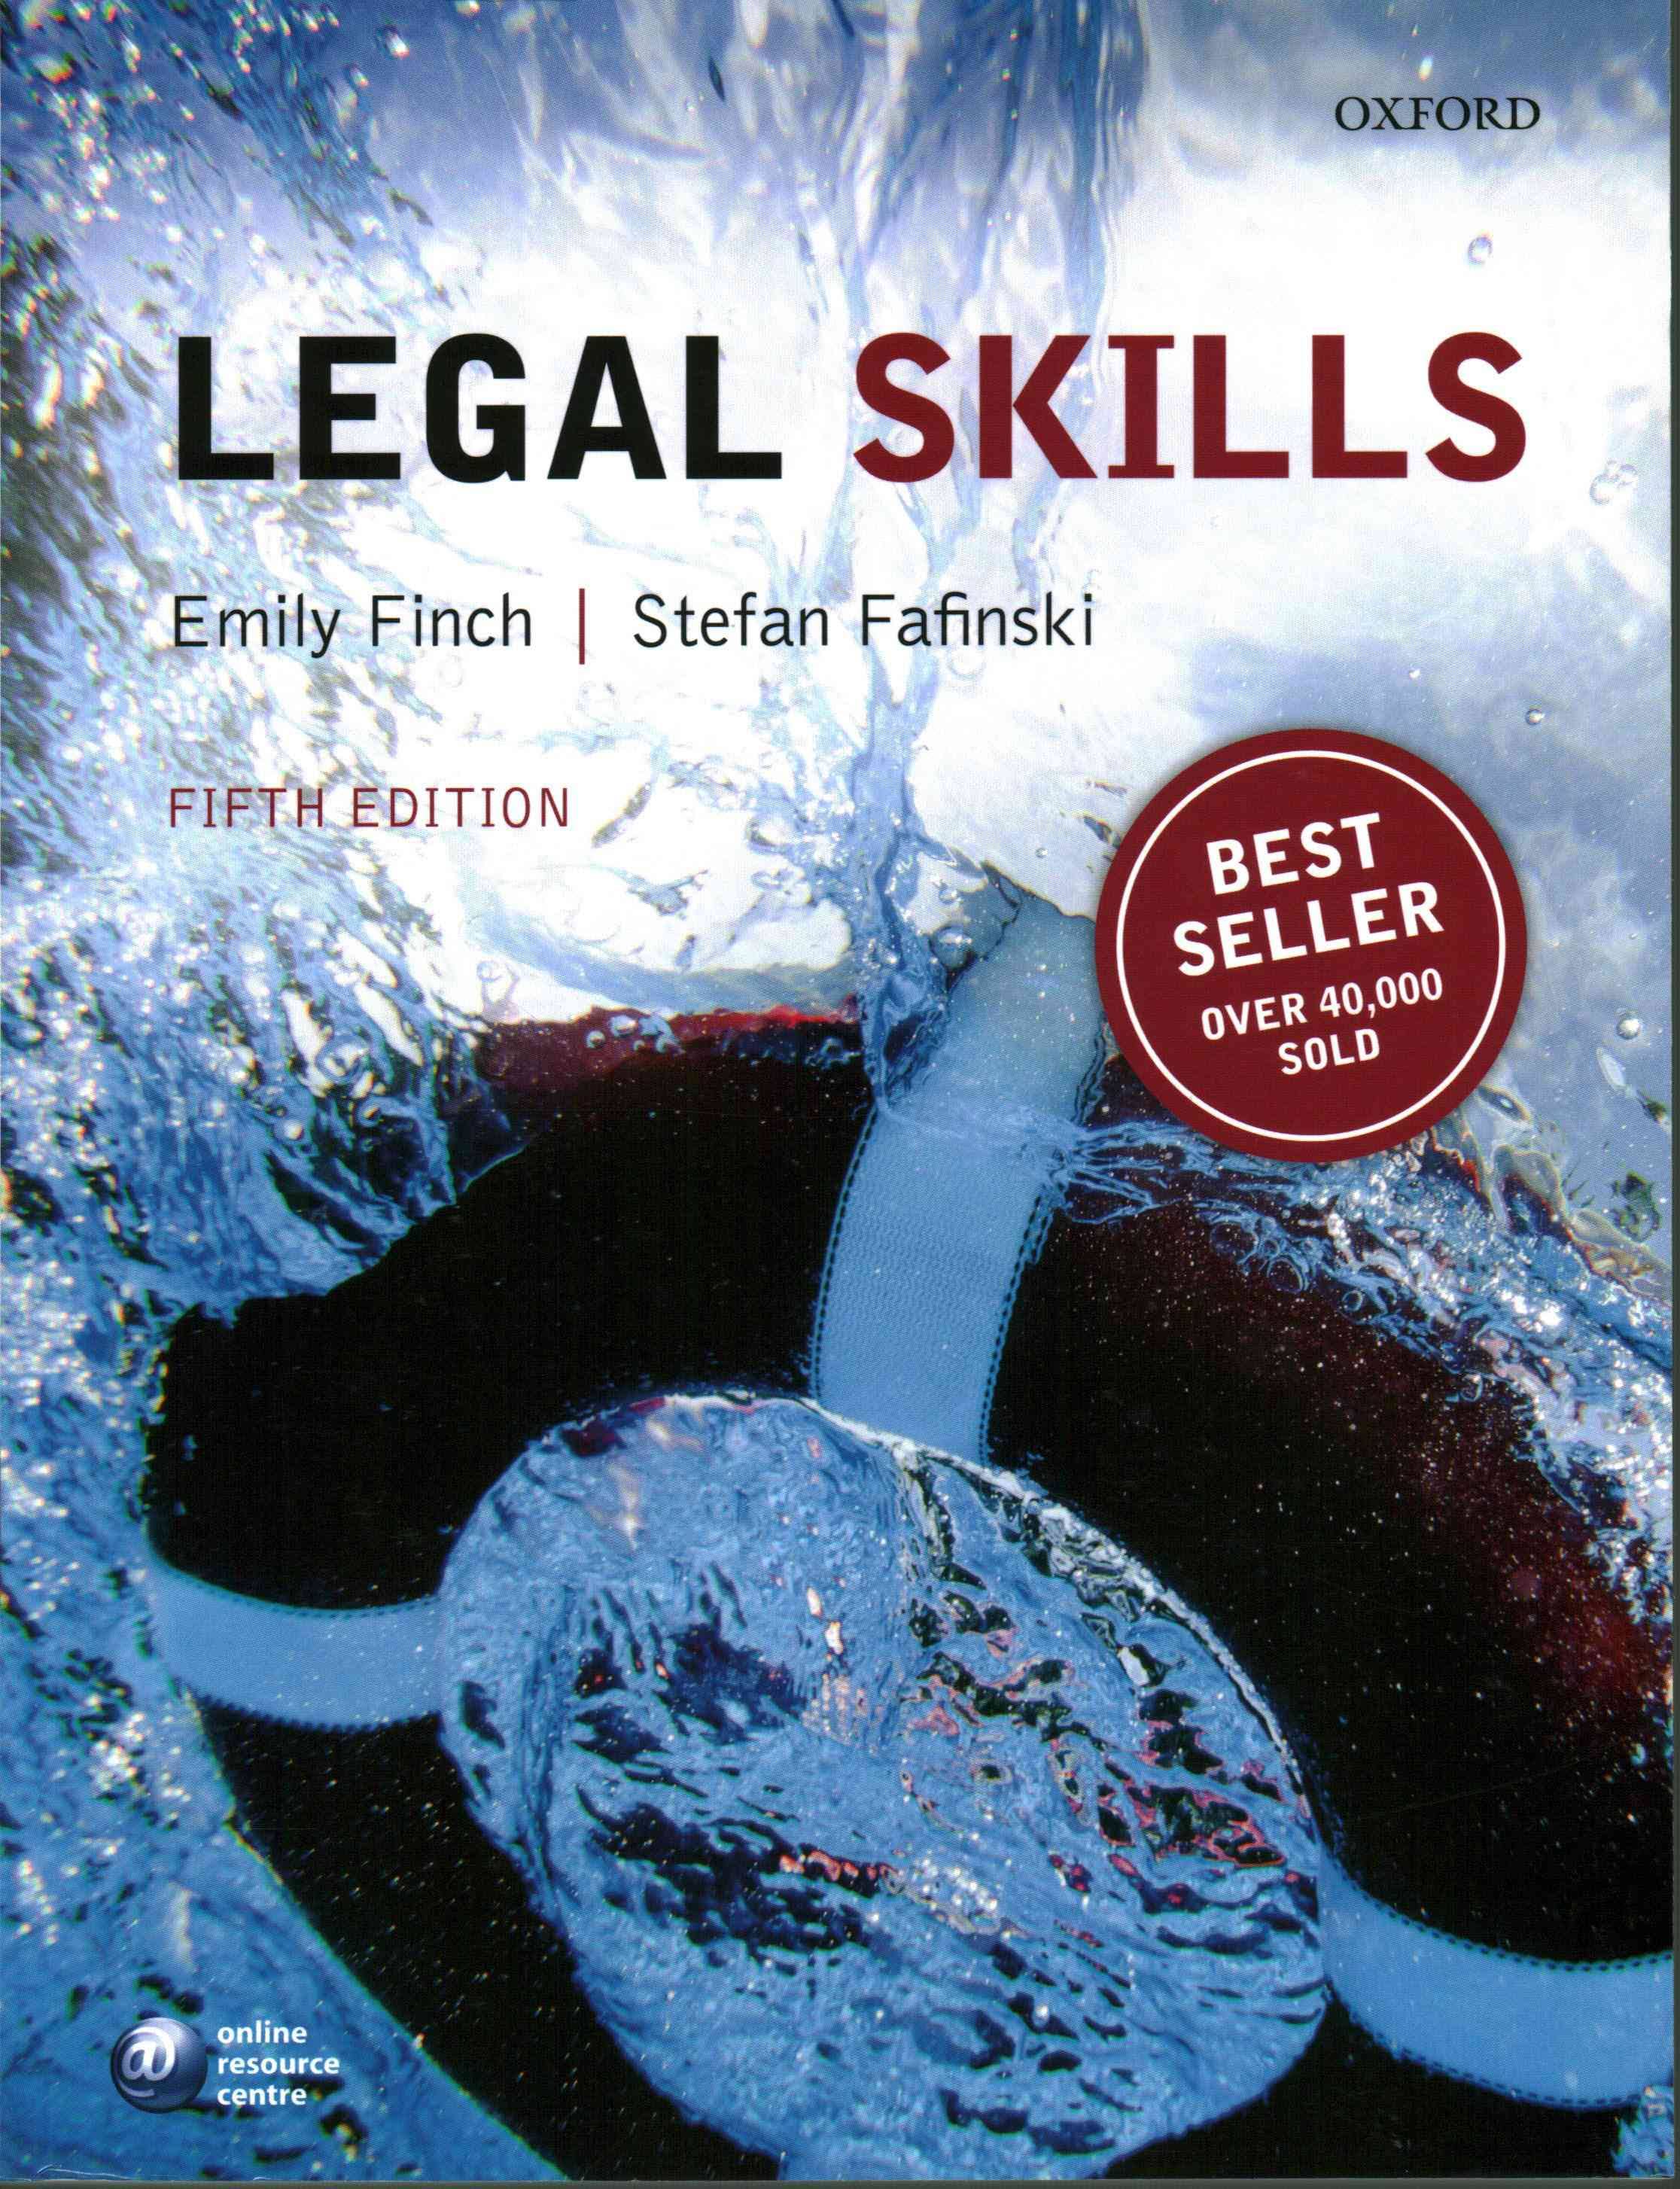 OXFORD
LEGAL SKILLS
Emily Finch | Stefan Fafinski
FIFTH EDITION
BEST
SELLER
OVER 40,000
SOLD
@ online
resource
centre